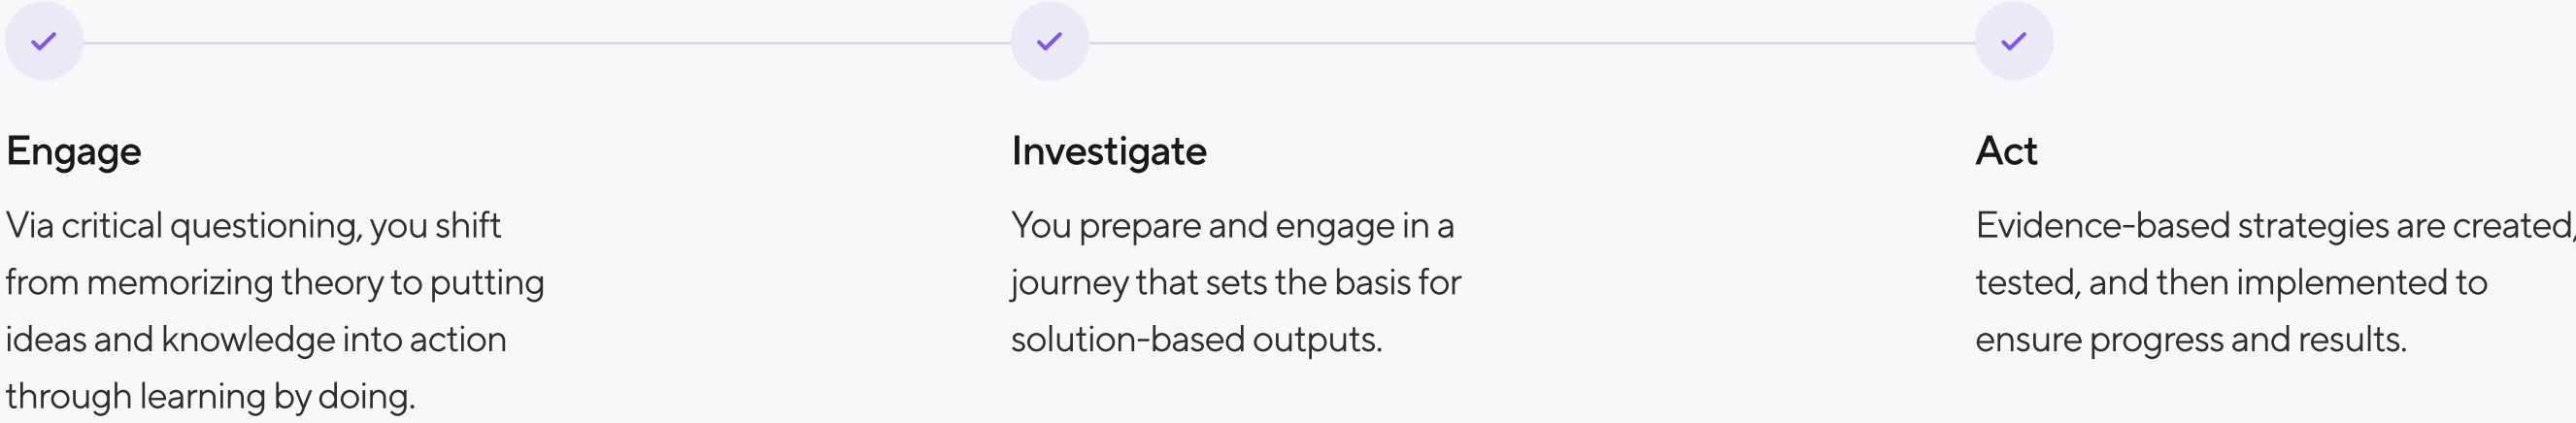 Engage
Via critical questioning, you shift
from memorizing theory to putting
ideas and knowledge into action
through learning by doing.
Investigate
You prepare and engage in a
journey that sets the basis for
solution-based outputs.
Act
Evidence-based strategies are created,
tested, and then implemented to
ensure progress and results.